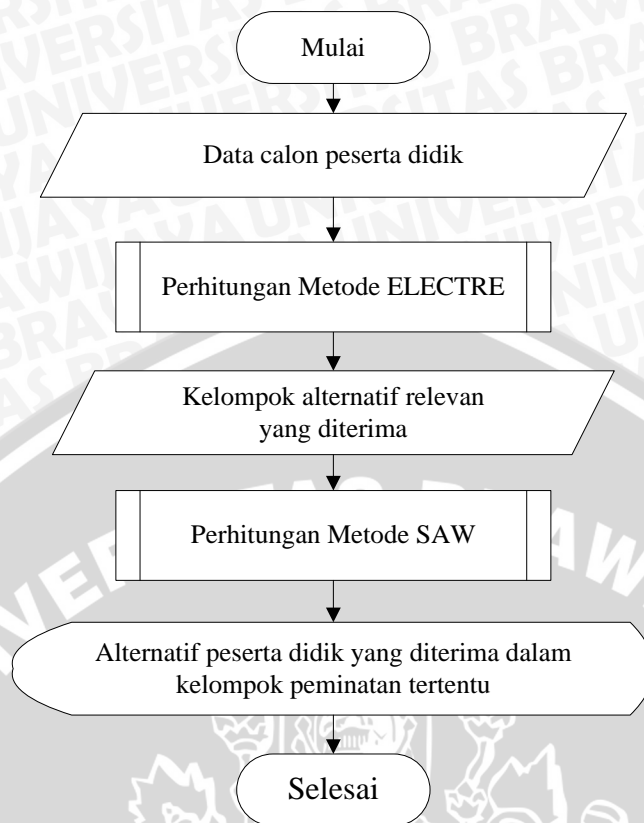 Mulai
Data calon peserta didik
Perhitungan Metode ELECTRE
Kelompok alternatif relevan
yang diterima
Perhitungan Metode SAW
Alternatif peserta didik yang diterima dalam
kelompok peminatan tertentu
Selesai